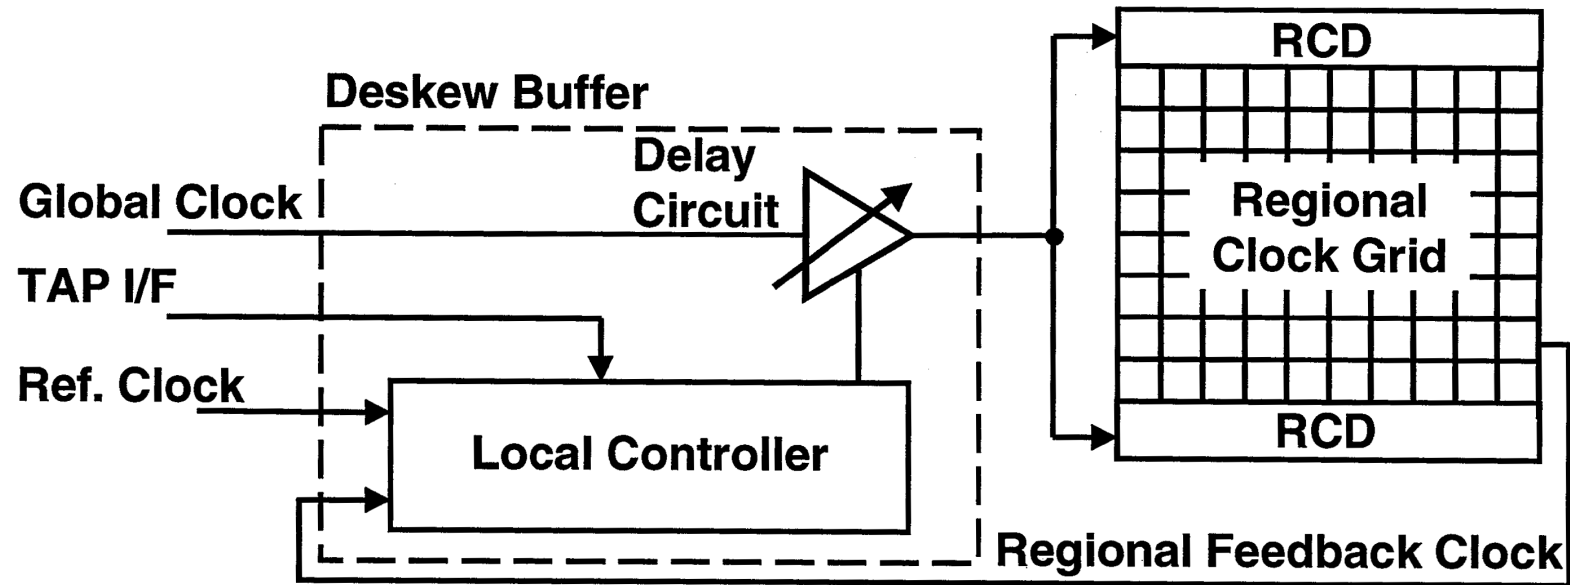 RCD
Deskew Buffer
Delay
Circuit
Global Clock
Regional
Clock Grid
TAP I/F
Ref. Clock
Local Controller
RCD
Regional Feedback Clock